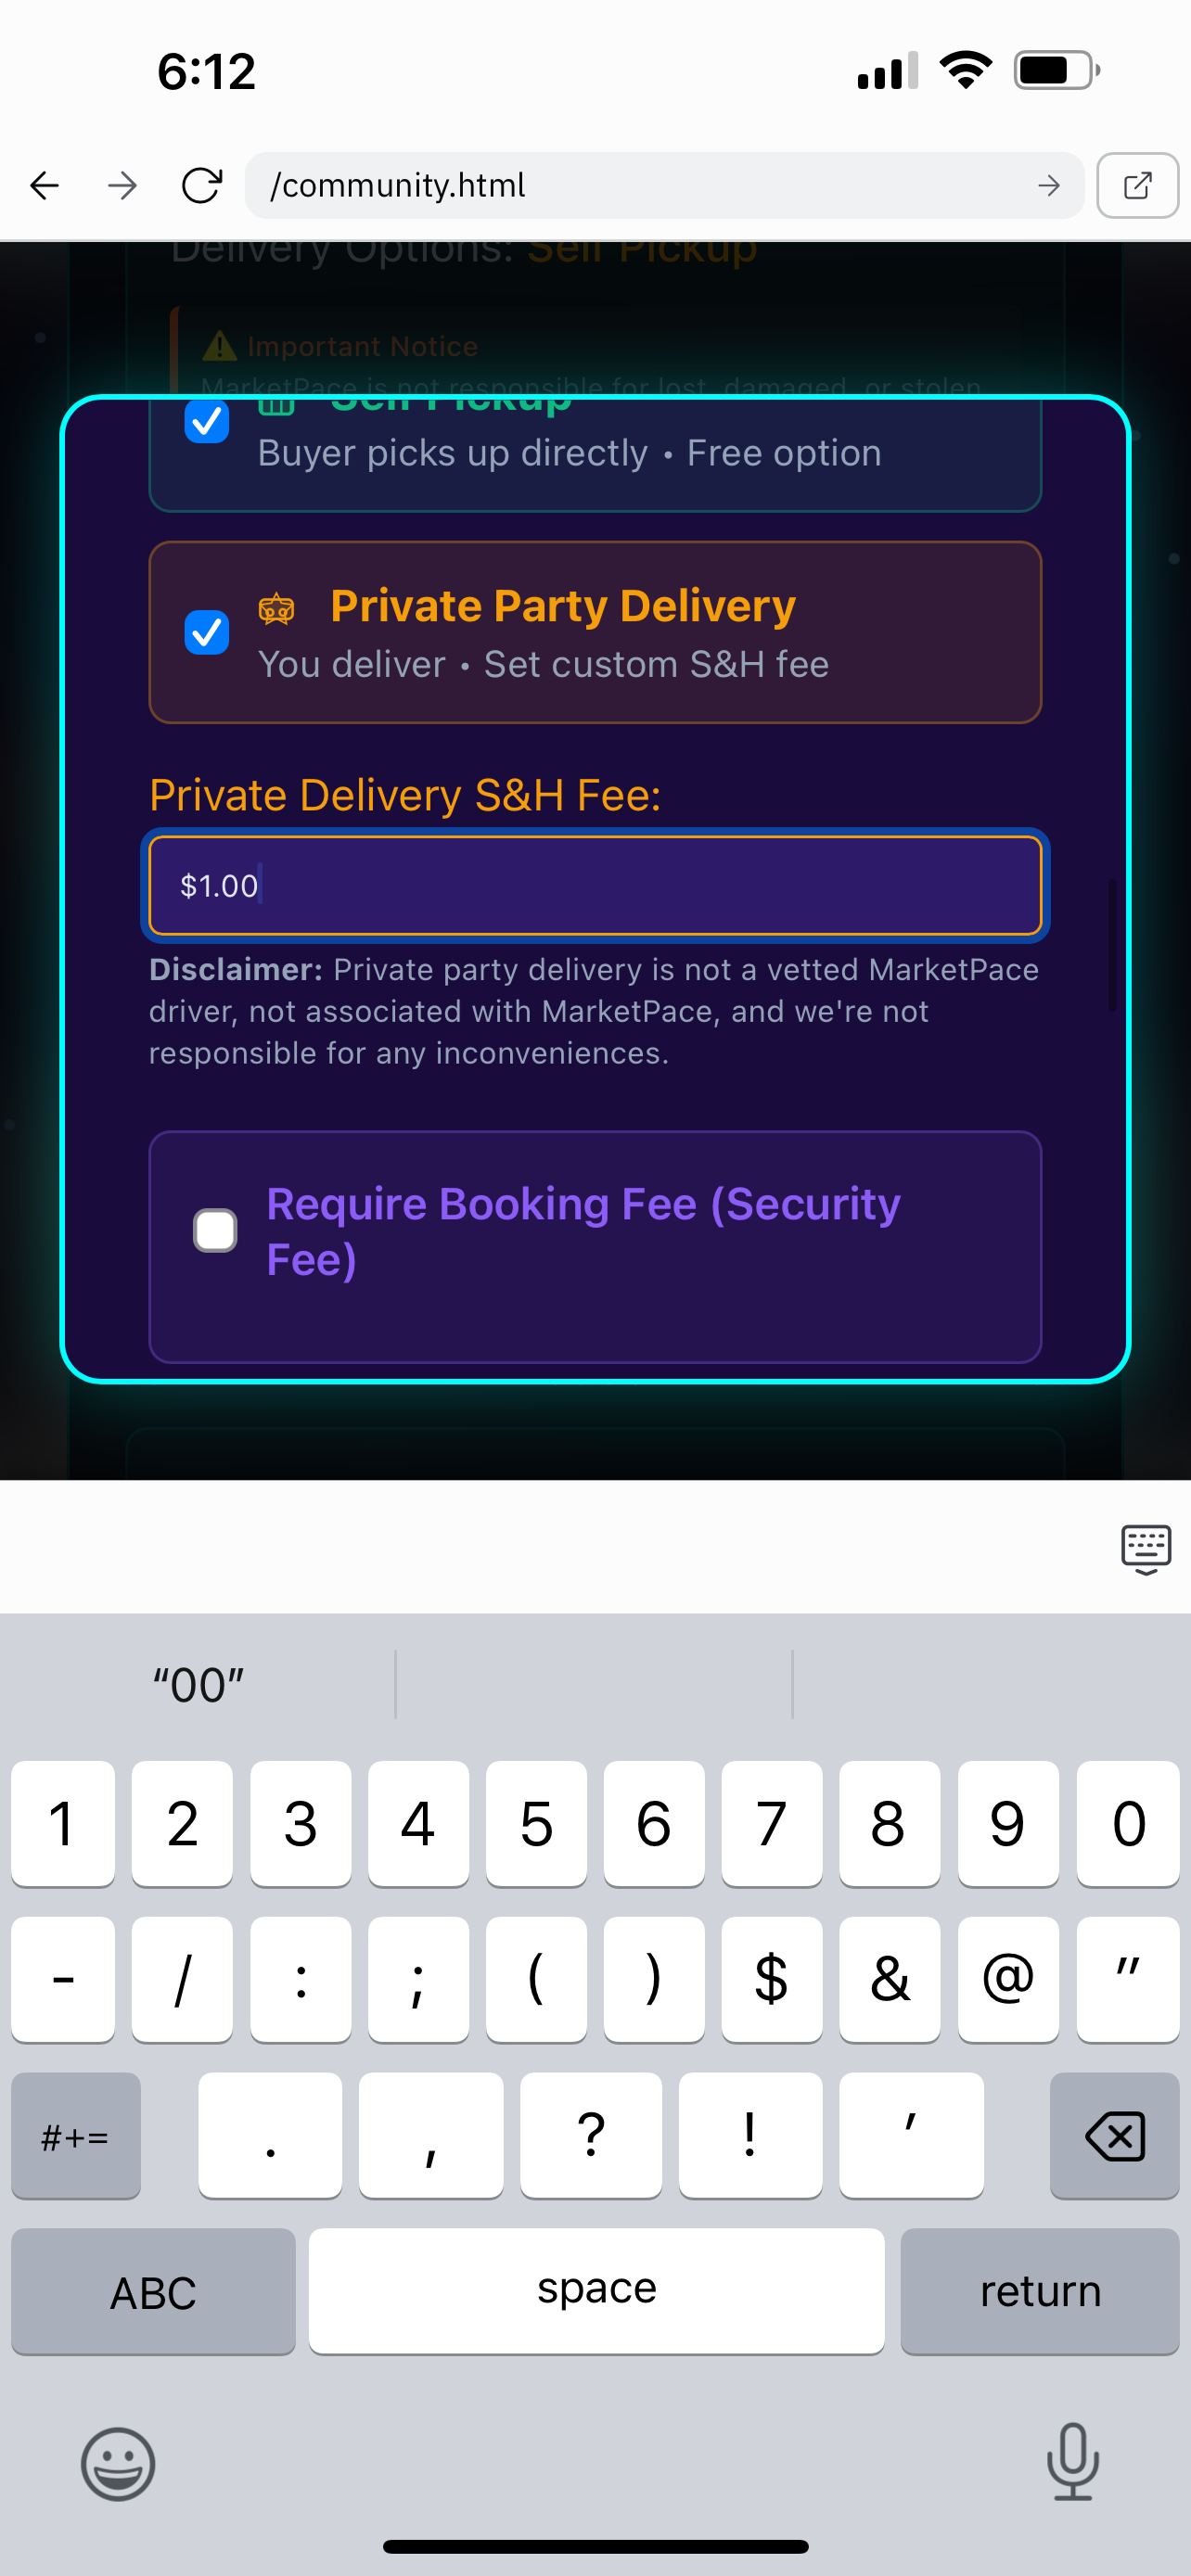 6:12
/community.html
Delivery Options: Self Pickup
⚠️ Important Notice
MarketPace is not responsible for lost, damaged, or stolen
Self Pickup
Buyer picks up directly • Free option
Private Party Delivery
You deliver • Set custom S&H fee
Private Delivery S&H Fee:
$1.00
Disclaimer: Private party delivery is not a vetted MarketPace
driver, not associated with MarketPace, and we're not
responsible for any inconveniences.
Require Booking Fee (Security
Fee)
“00”
1 2 3 4 5 6 7 8 9 0
- / : ; ( ) $ & @ "
#+= . , ? ! '
ABC space return